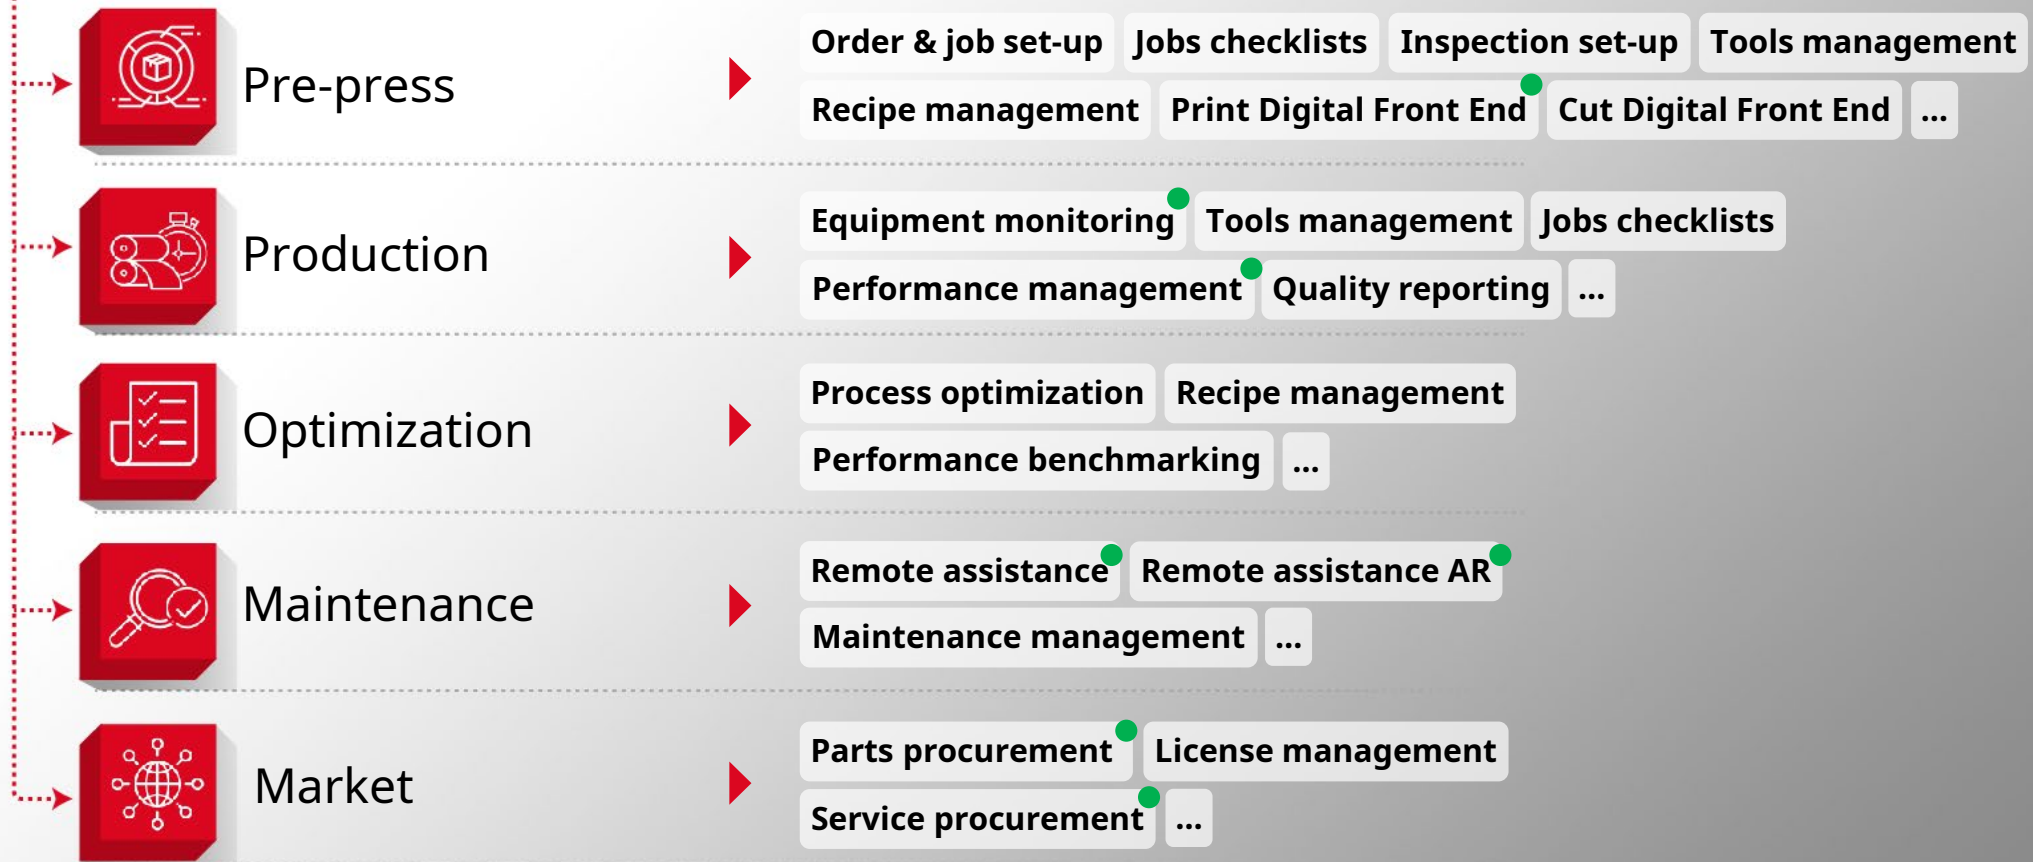 Pre-press
Order & job set-up Jobs checklists Inspection set-up Tools management
Recipe management Print Digital Front End Cut Digital Front End ...
Production
Equipment monitoring Tools management Jobs checklists
Performance management Quality reporting ...
Optimization
Process optimization Recipe management
Performance benchmarking ...
Maintenance
Remote assistance Remote assistance AR
Maintenance management ...
Market
Parts procurement License management
Service procurement ...